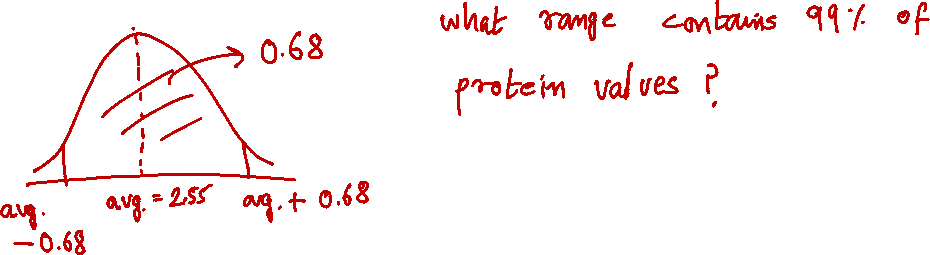 what range contains 99% of
protein values ?
0.68
avg. - 0.68
avg. = 2.55
avg. + 0.68